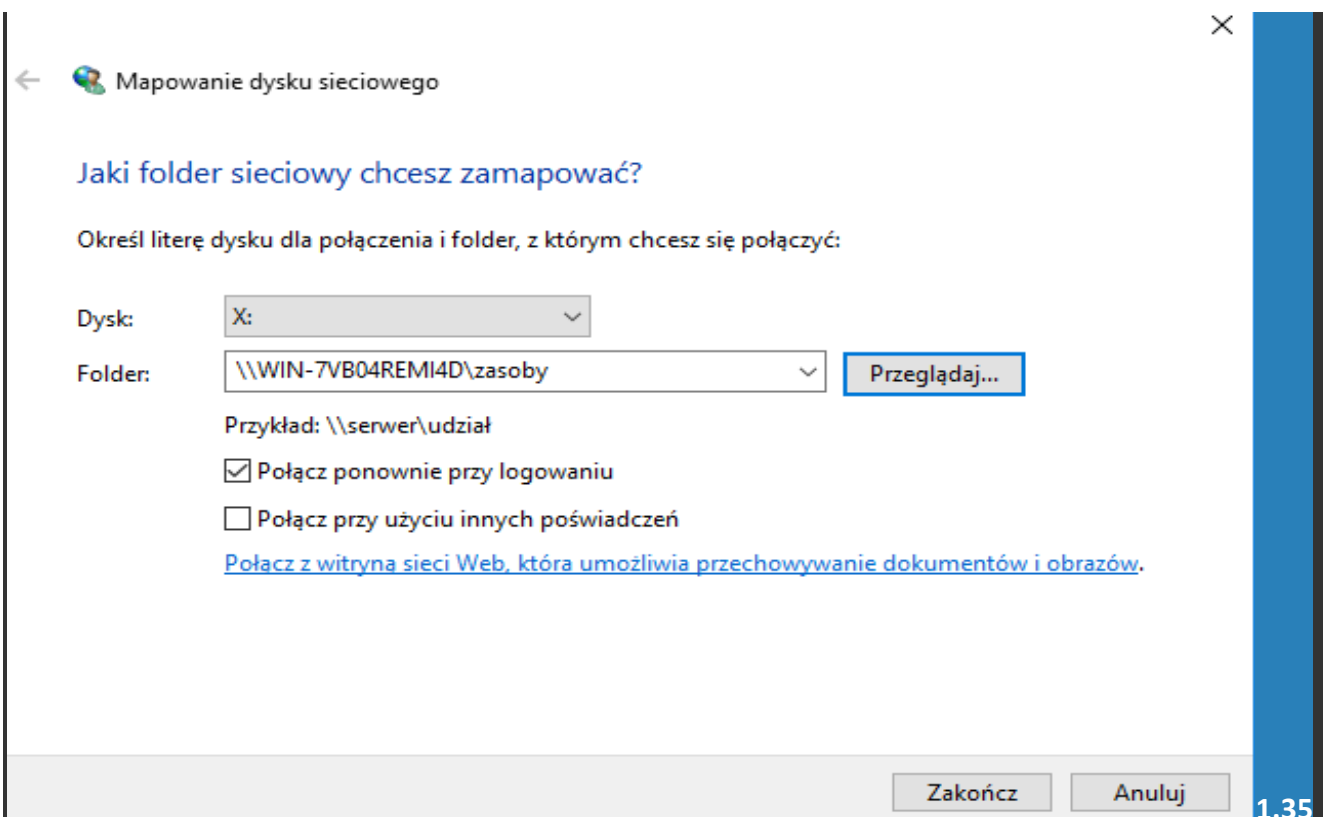 Mapowanie dysku sieciowego
Jaki folder sieciowy chcesz zamapować?
Określ literę dysku dla połączenia i folder, z którym chcesz się połączyć:
Dysk: X:
Folder: \\WIN-7VB04REMI4D\zasoby Przeglądaj...
Przykład: \\serwer\udział
Połącz ponownie przy logowaniu
Połącz przy użyciu innych poświadczeń
Połącz z witryną sieci Web, która umożliwia przechowywanie dokumentów i obrazów.
Zakończ Anuluj
1.35